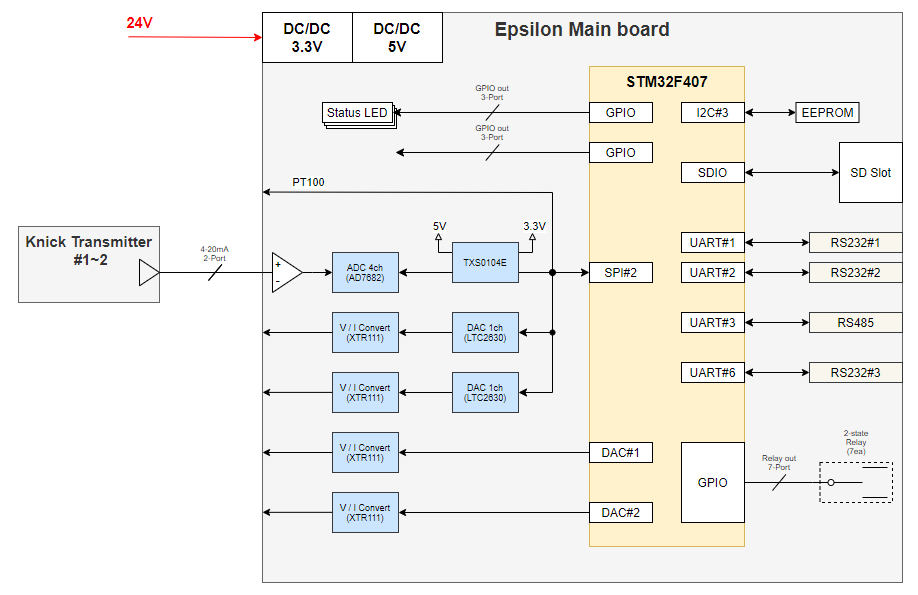 24V
DC/DC
3.3V
DC/DC
5V
Epsilon Main board
STM32F407
GPIO out
3-Port
Status LED
GPIO
I2C#3
EEPROM
GPIO out
3-Port
GPIO
SDIO
SD Slot
PT100
Knick Transmitter
#1~2
4-20mA
2-Port
+
-
ADC 4ch
(AD7682)
5V
3.3V
TXS0104E
SPI#2
UART#1
RS232#1
UART#2
RS232#2
V / I Convert
(XTR111)
DAC 1ch
(LTC2630)
UART#3
RS485
V / I Convert
(XTR111)
DAC 1ch
(LTC2630)
UART#6
RS232#3
V / I Convert
(XTR111)
DAC#1
GPIO
Relay out
7-Port
2-state
Relay
(7ea)
V / I Convert
(XTR111)
DAC#2